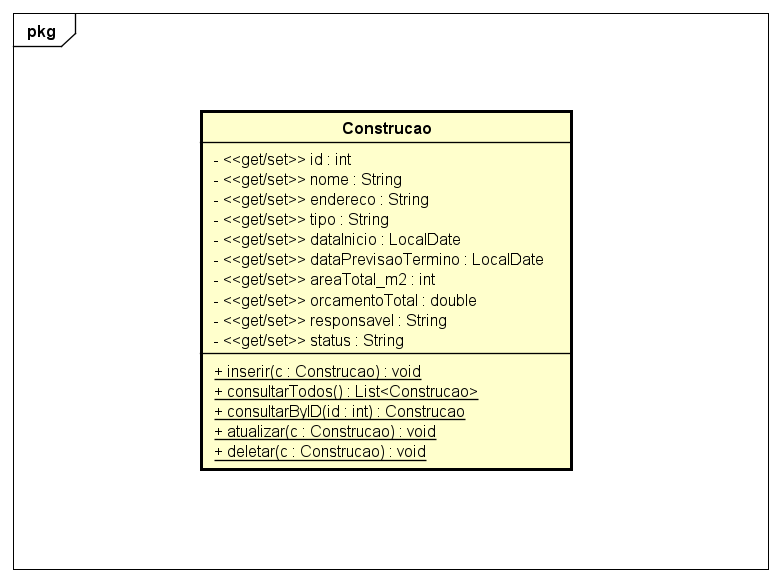 pkg
Construcao
- <<get/set>> id : int
- <<get/set>> nome : String
- <<get/set>> endereco : String
- <<get/set>> tipo : String
- <<get/set>> dataInicio : LocalDate
- <<get/set>> dataPrevisaoTermino : LocalDate
- <<get/set>> areaTotal_m2 : int
- <<get/set>> orcamentoTotal : double
- <<get/set>> responsavel : String
- <<get/set>> status : String
+ inserir(c : Construcao) : void
+ consultarTodos() : List<Construcao>
+ consultarByID(id : int) : Construcao
+ atualizar(c : Construcao) : void
+ deletar(c : Construcao) : void